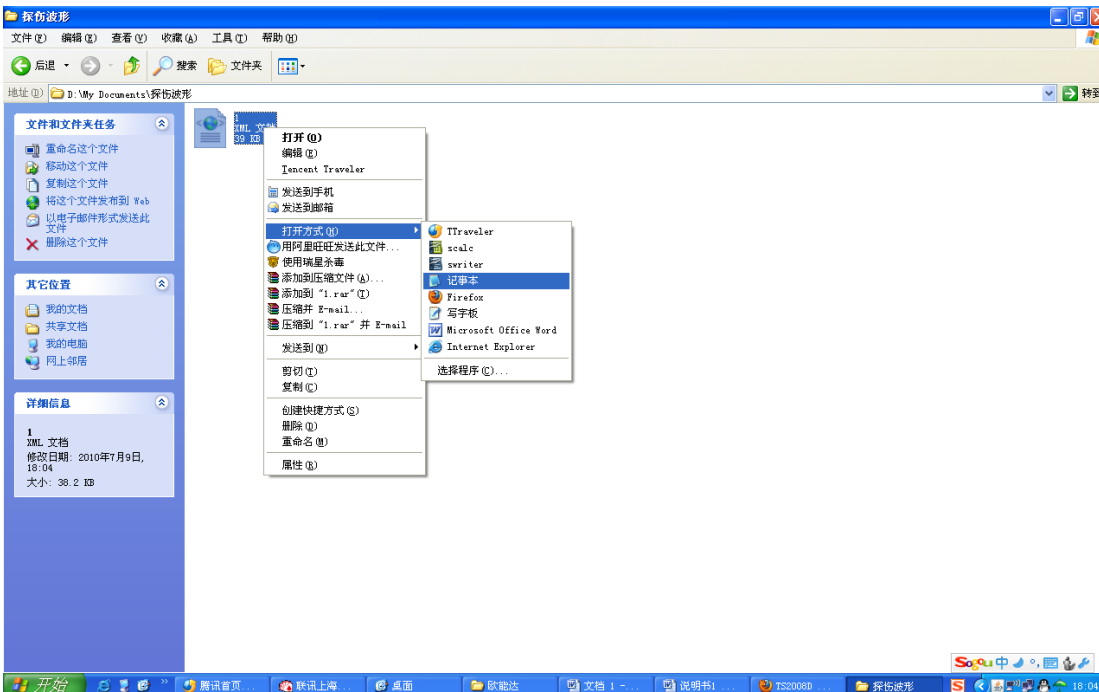 探伤波形
文件(F) 编辑(E) 查看(V) 收藏(A) 工具(T) 帮助(H)
后退 搜索 文件夹
地址(D) D:\My Documents\探伤波形 转到
文件和文件夹任务
重命名这个文件
移动这个文件
复制这个文件
将这个文件发布到 Web
以电子邮件形式发送此
文件
删除这个文件
其它位置
我的文档
共享文档
我的电脑
网上邻居
详细信息
1
XML 文档
修改日期: 2010年7月9日,
18:04
大小: 38.2 KB
1
XML 文档
39 KB
打开(O)
编辑(E)
Tencent Traveler
发送到手机
发送到邮箱
打开方式(H)
用阿里旺旺发送此文件...
使用瑞星杀毒
添加到压缩文件(A)...
添加到 "1.rar"(T)
压缩并 E-mail...
压缩到 "1.rar" 并 E-mail
发送到(N)
剪切(T)
复制(C)
创建快捷方式(S)
删除(D)
重命名(M)
属性(R)
TTraveler
scalc
swriter
记事本
Firefox
写字板
Microsoft Office Word
Internet Explorer
选择程序(C)...
Sogou 中
开始 腾讯首页... 联讯上海... 桌面 欧能达 文档 1 -... 说明书1 ... TS2008D ... 探伤波形 S 18:04